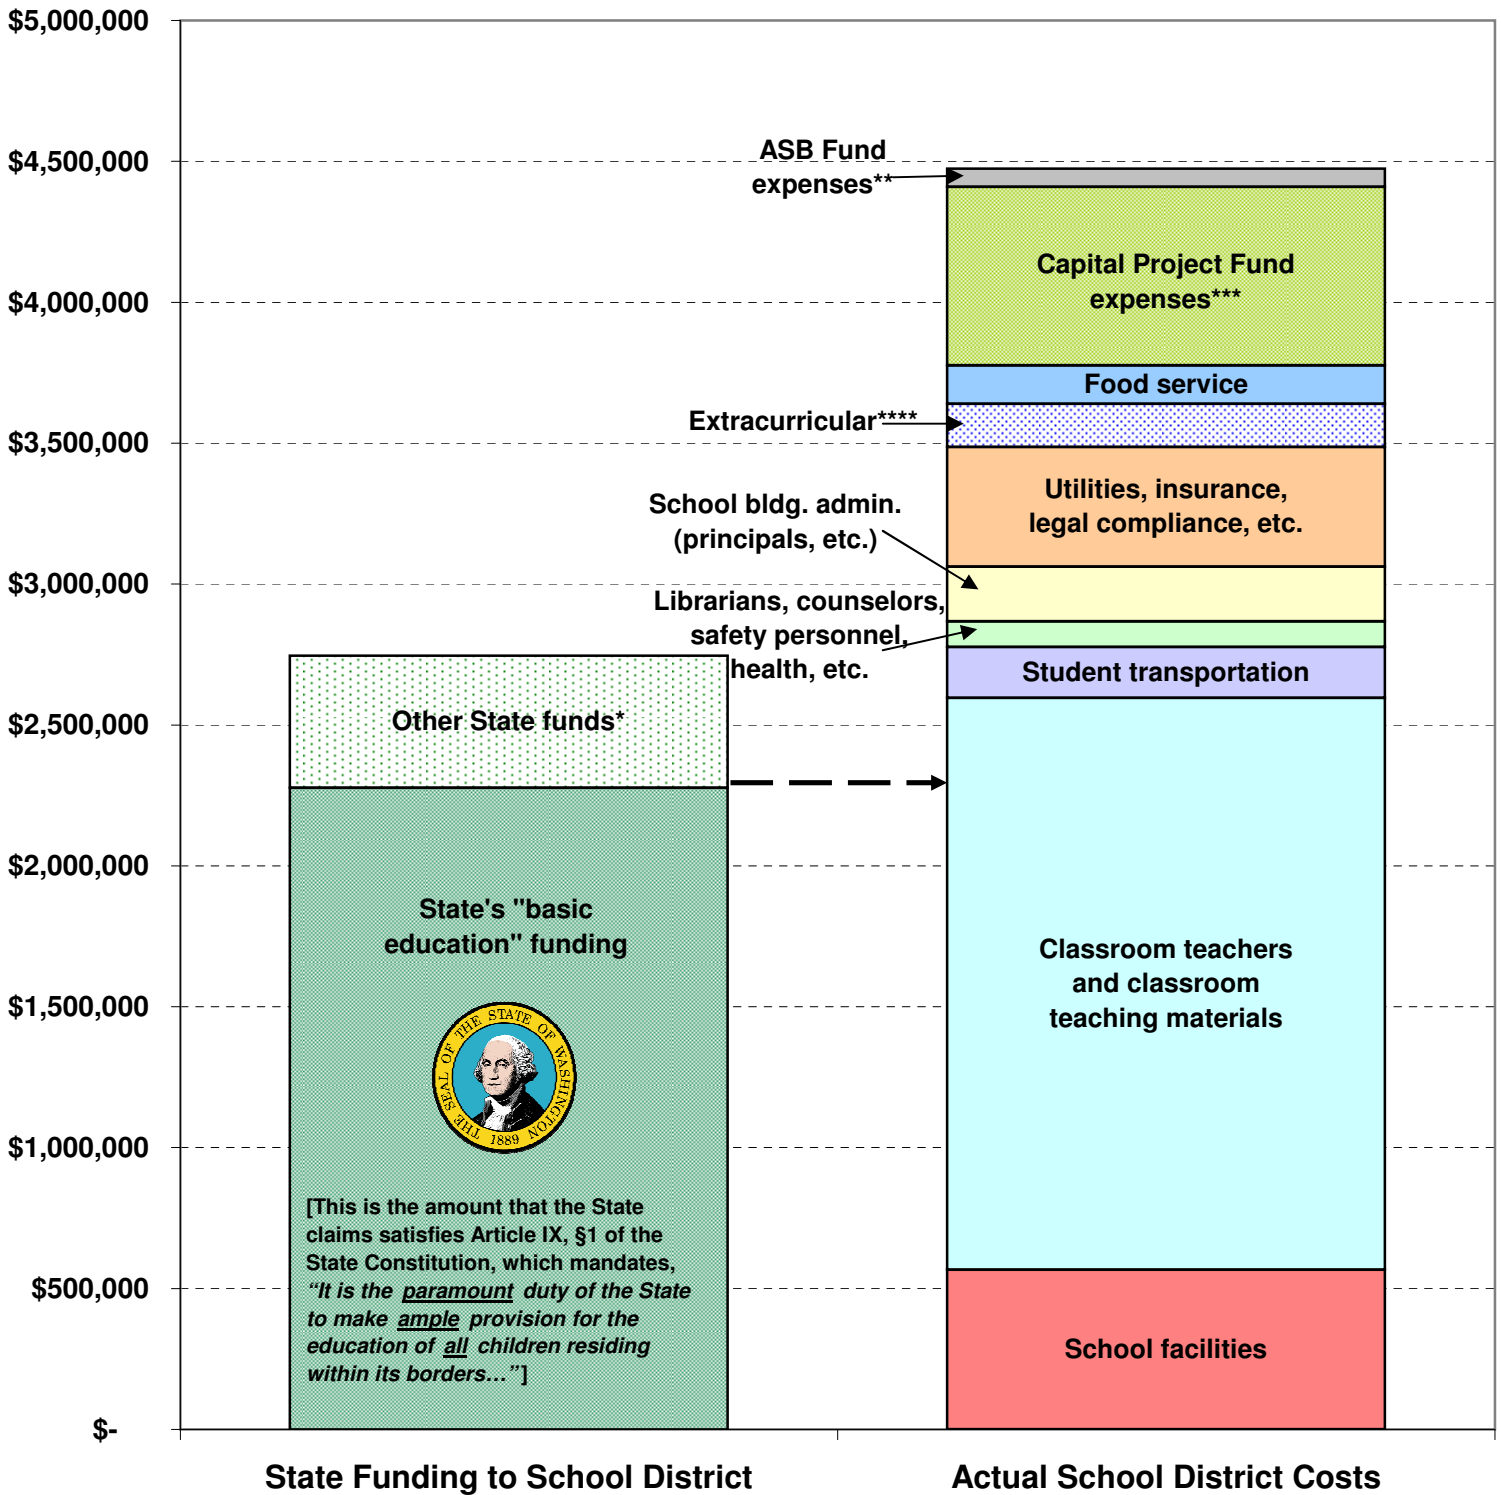 $5,000,000
$4,500,000
$4,000,000
$3,500,000
$3,000,000
$2,500,000
$2,000,000
$1,500,000
$1,000,000
$500,000
$-
Other State funds*
State's "basic
education" funding
THE SEAL OF THE STATE OF WASHINGTON
1889
[This is the amount that the State
claims satisfies Article IX, §1 of the
State Constitution, which mandates,
“It is the paramount duty of the State
to make ample provision for the
education of all children residing
within its borders…”]
ASB Fund
expenses**
Capital Project Fund
expenses***
Food service
Extracurricular****
Utilities, insurance,
legal compliance, etc.
School bldg. admin.
(principals, etc.)
Librarians, counselors,
safety personnel,
health, etc.
Student transportation
Classroom teachers
and classroom
teaching materials
School facilities
State Funding to School District
Actual School District Costs